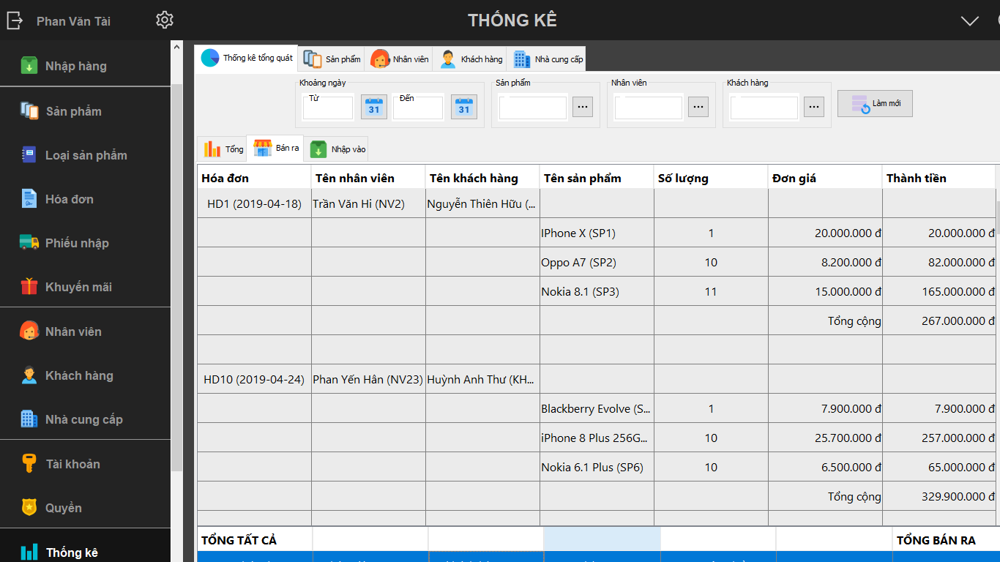 Phan Văn Tài
THỐNG KÊ
Nhập hàng
Sản phẩm
Loại sản phẩm
Hóa đơn
Phiếu nhập
Khuyến mãi
Nhân viên
Khách hàng
Nhà cung cấp
Tài khoản
Quyền
Thống kê
Thống kê tổng quát Sản phẩm Nhân viên Khách hàng Nhà cung cấp
Khoảng ngày Sản phẩm Nhân viên Khách hàng
Từ 31 Đến 31 ... ... ... Làm mới
Tổng Bán ra Nhập vào
Hóa đơn Tên nhân viên Tên khách hàng Tên sản phẩm Số lượng Đơn giá Thành tiền
HD1 (2019-04-18) Trần Văn Hi (NV2) Nguyễn Thiên Hữu (...
IPhone X (SP1) 1 20.000.000 đ 20.000.000 đ
Oppo A7 (SP2) 10 8.200.000 đ 82.000.000 đ
Nokia 8.1 (SP3) 11 15.000.000 đ 165.000.000 đ
Tổng cộng 267.000.000 đ
HD10 (2019-04-24) Phan Yến Hân (NV23) Huỳnh Anh Thư (KH...
Blackberry Evolve (S... 1 7.900.000 đ 7.900.000 đ
iPhone 8 Plus 256G... 10 25.700.000 đ 257.000.000 đ
Nokia 6.1 Plus (SP6) 10 6.500.000 đ 65.000.000 đ
Tổng cộng 329.900.000 đ
TỔNG TẤT CẢ TỔNG BÁN RA